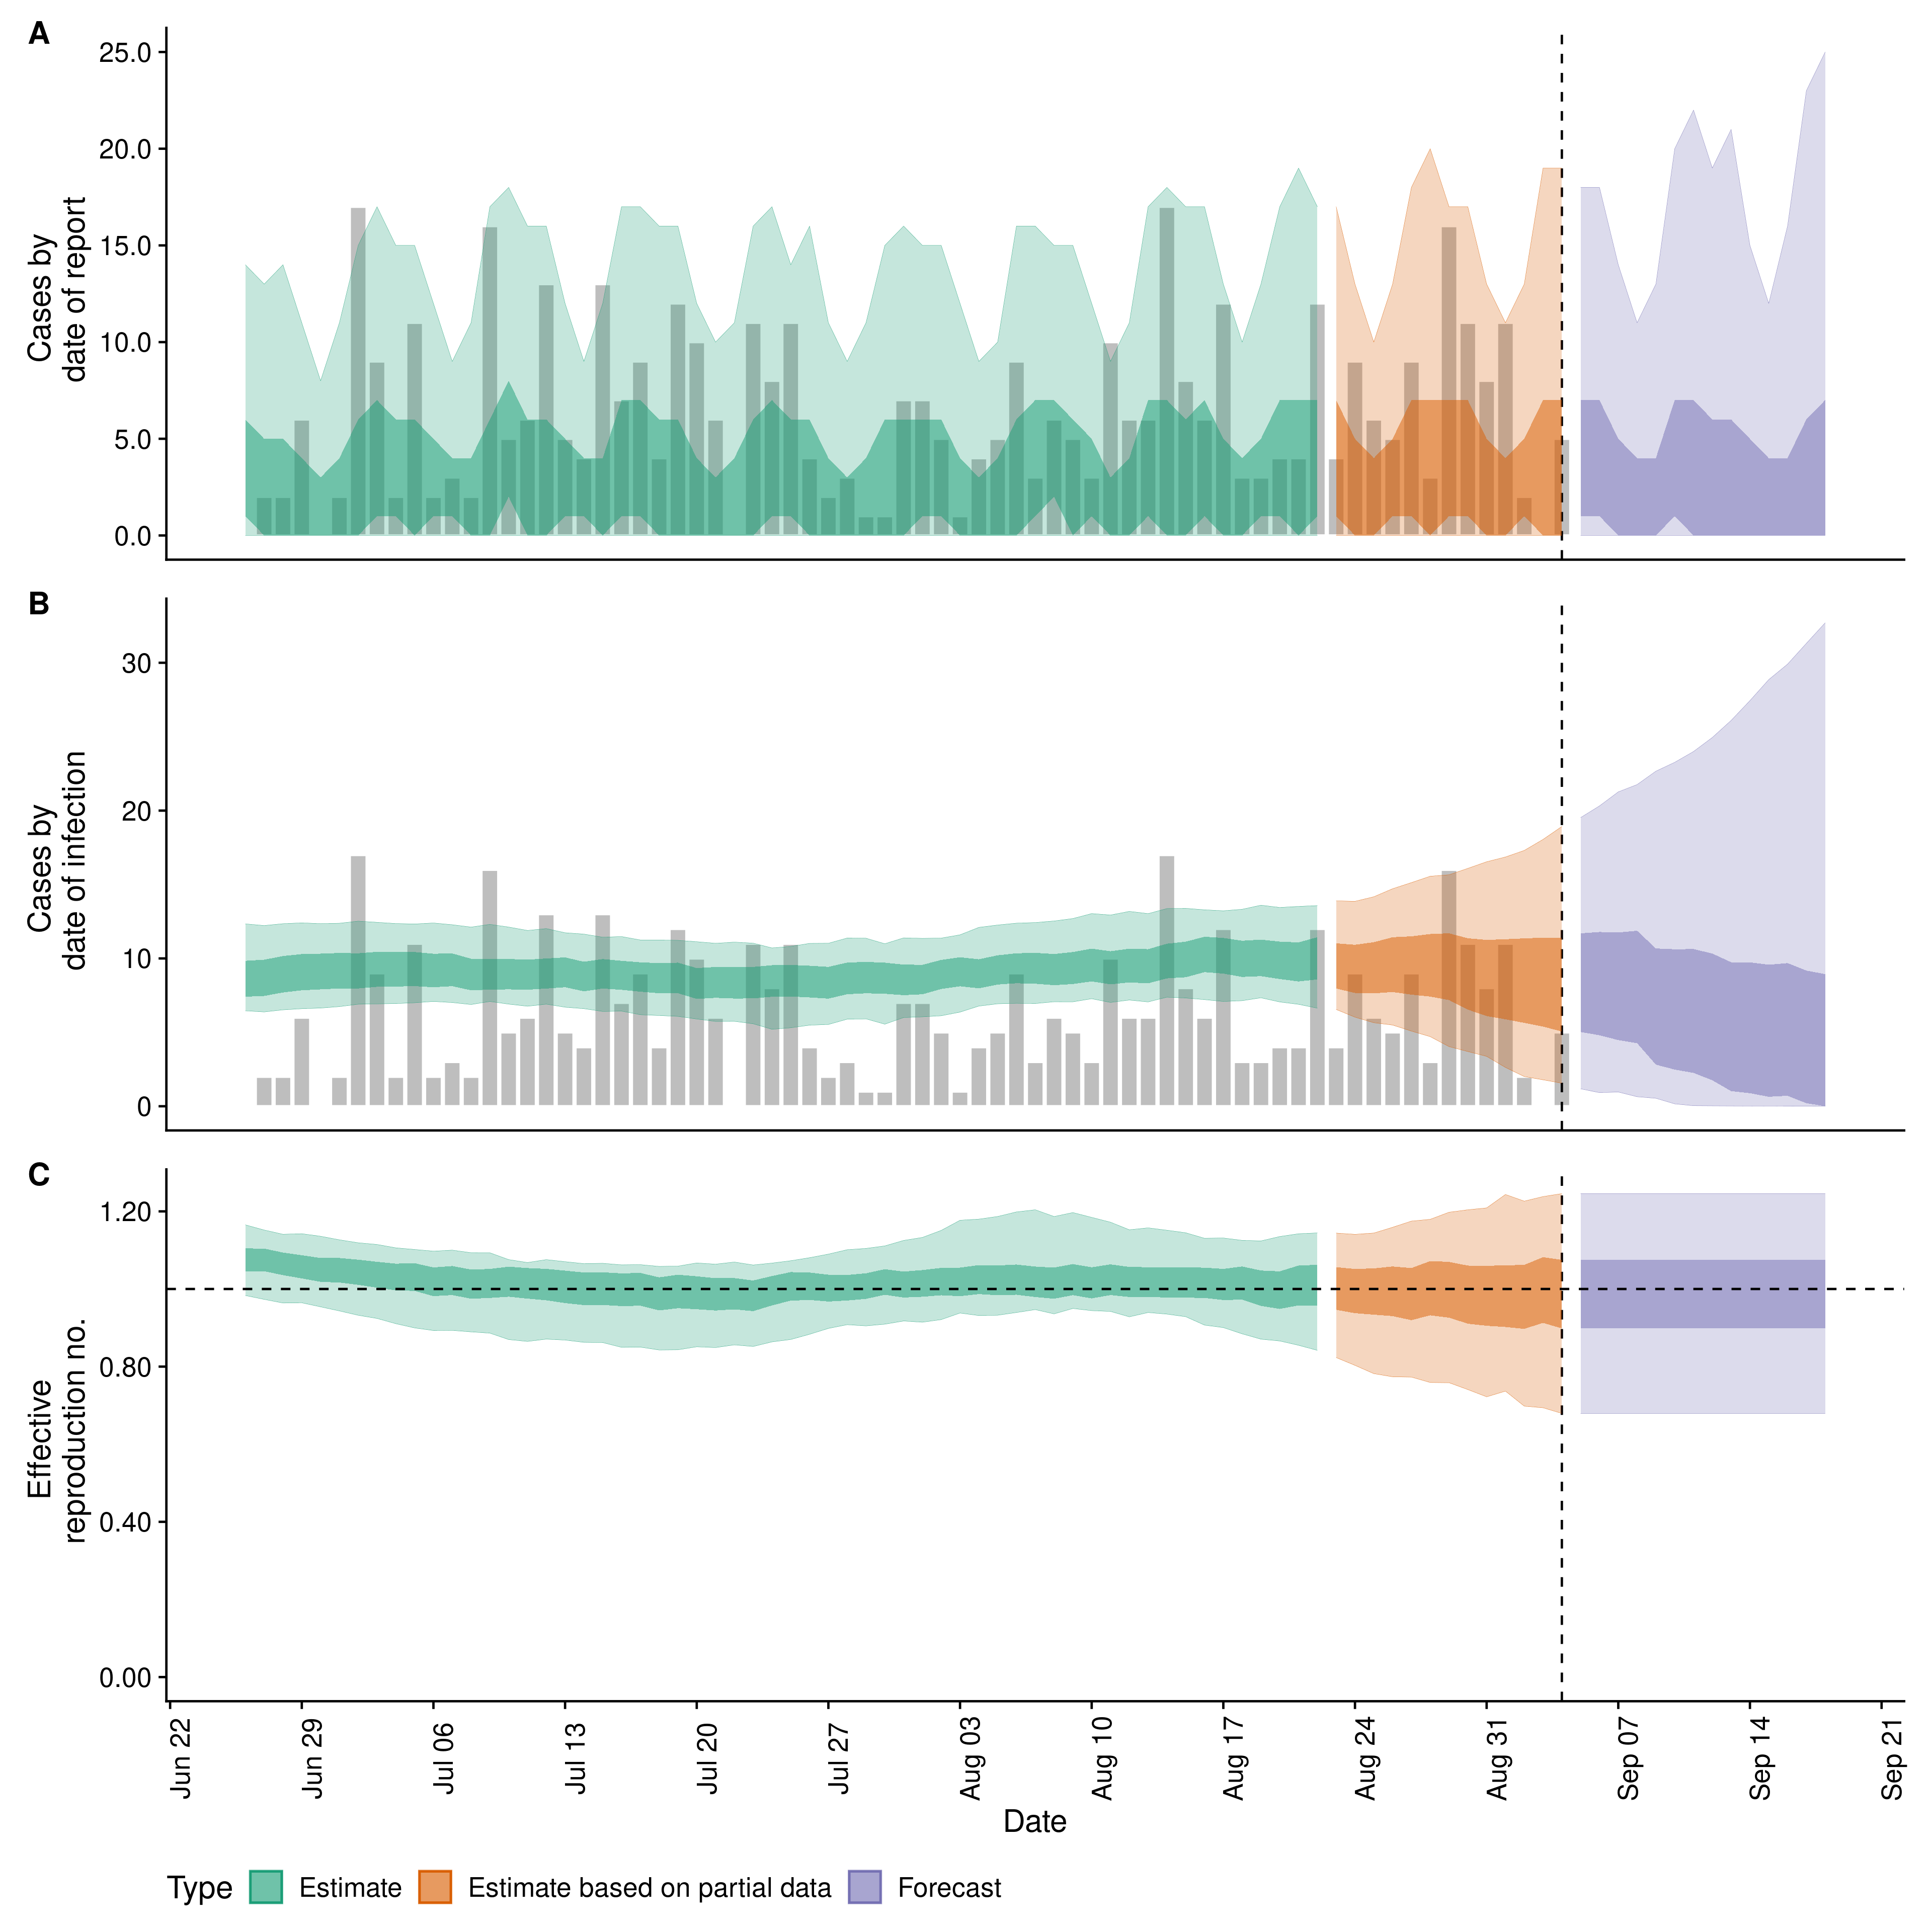 A
Cases by
date of report
25.0
20.0
15.0
10.0
5.0
0.0
B
Cases by
date of infection
30
20
10
0
C
Effective
reproduction no.
1.20
0.80
0.40
0.00
Jun 22
Jun 29
Jul 06
Jul 13
Jul 20
Jul 27
Aug 03
Aug 10
Aug 17
Aug 24
Aug 31
Sep 07
Sep 14
Sep 21
Date
Type Estimate Estimate based on partial data Forecast